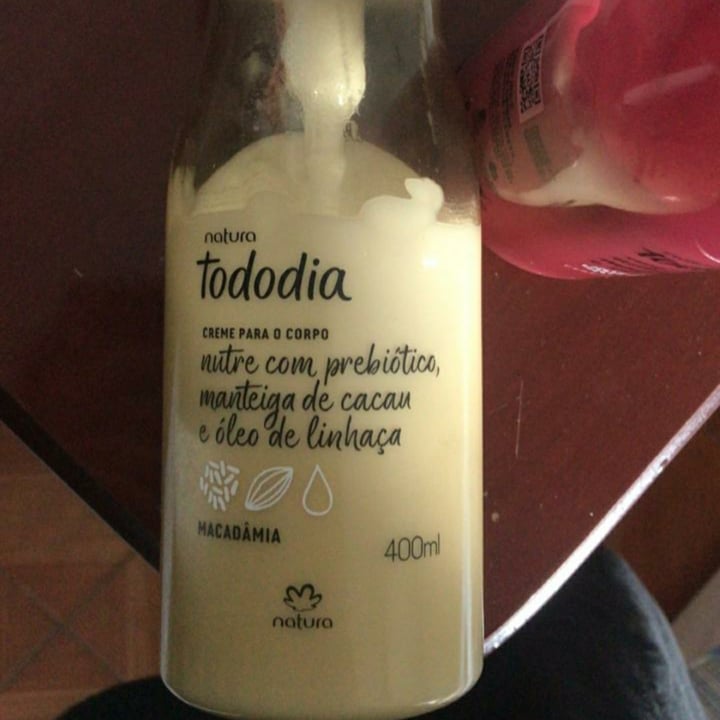 natura
tododia
CREME PARA O CORPO
nutre com prebiótico,
manteiga de cacau
e óleo de linhaça
MACADÂMIA
400ml
natura